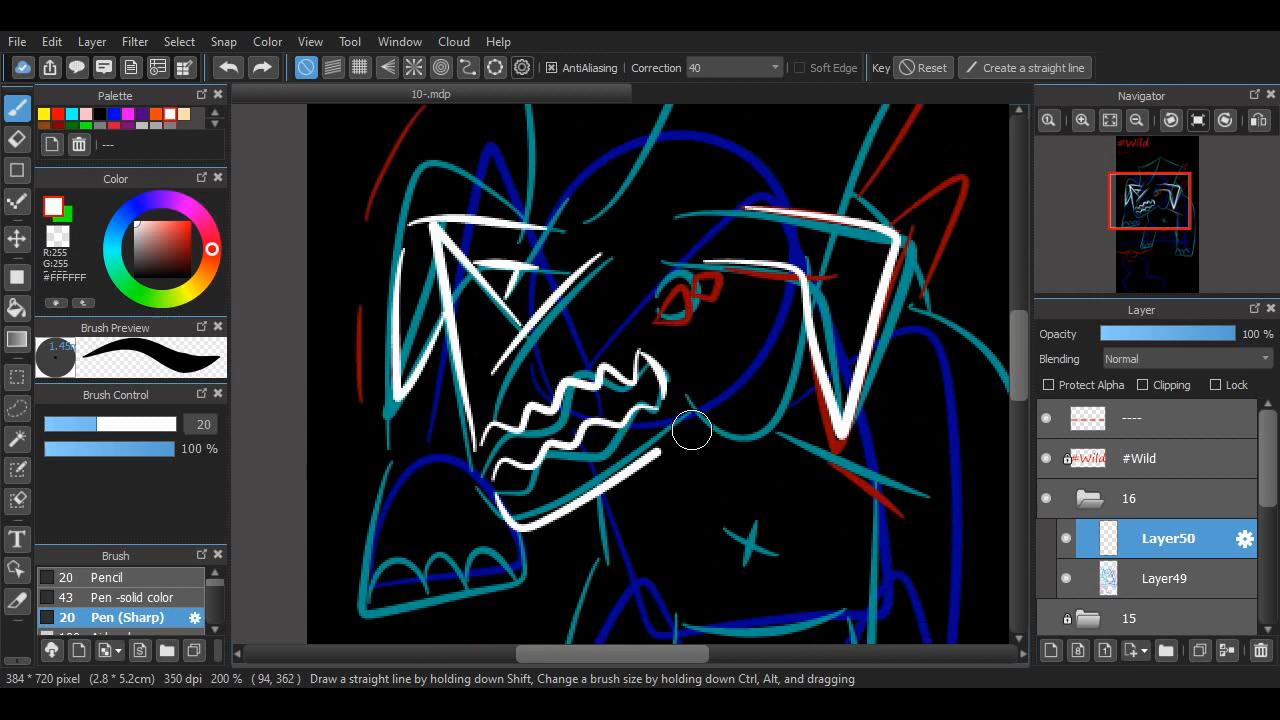 File Edit Layer Filter Select Snap Color View Tool Window Cloud Help
AntiAliasing Correction 40 Soft Edge Key Reset Create a straight line
Palette
10-.mdp
Navigator
---
#Wild
Color
R:255
G:255
#FFFFFF
Brush Preview
1.45
Brush Control
20
100 %
Layer
Opacity 100 %
Blending Normal
Protect Alpha Clipping Lock
----
#Wild #Wild
16
Layer50
Layer49
15
Brush
20 Pencil
43 Pen -solid color
20 Pen (Sharp)
384 * 720 pixel (2.8 * 5.2cm) 350 dpi 200 % ( 94, 362 ) Draw a straight line by holding down Shift, Change a brush size by holding down Ctrl, Alt, and dragging